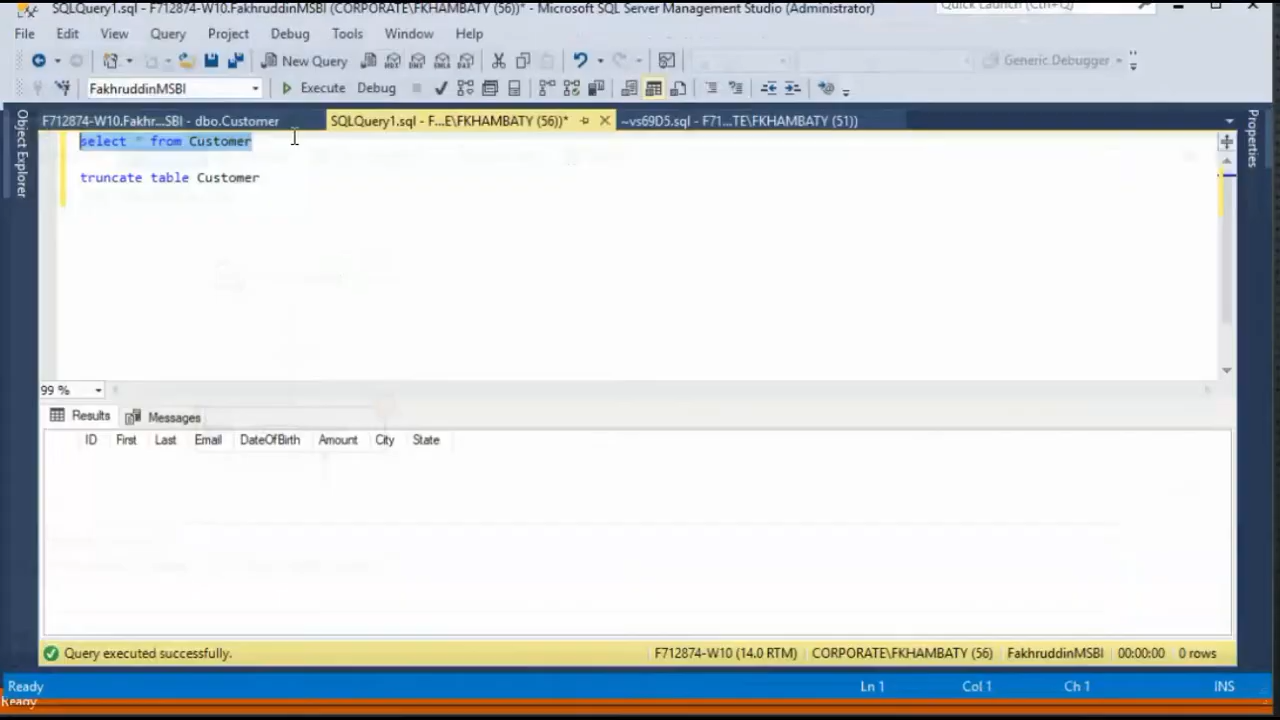 SQLQuery1.sql - F712874-W10.FakhruddinMSBI (CORPORATE\FKHAMBATY (56))* - Microsoft SQL Server Management Studio (Administrator)
Quick Launch (Ctrl+Q)
File Edit View Query Project Debug Tools Window Help
New Query
Generic Debugger
FakhruddinMSBI
Execute Debug
F712874-W10.Fakhr...SBI - dbo.Customer
SQLQuery1.sql - F...E\FKHAMBATY (56))*
~vs69D5.sql - F71...TE\FKHAMBATY (51))
Object Explorer
Properties
select * from Customer
truncate table Customer
99 %
Results Messages
ID First Last Email DateOfBirth Amount City State
Query executed successfully.
F712874-W10 (14.0 RTM) CORPORATE\FKHAMBATY (56) FakhruddinMSBI 00:00:00 0 rows
Ready Ln 1 Col 1 Ch 1 INS
Ready